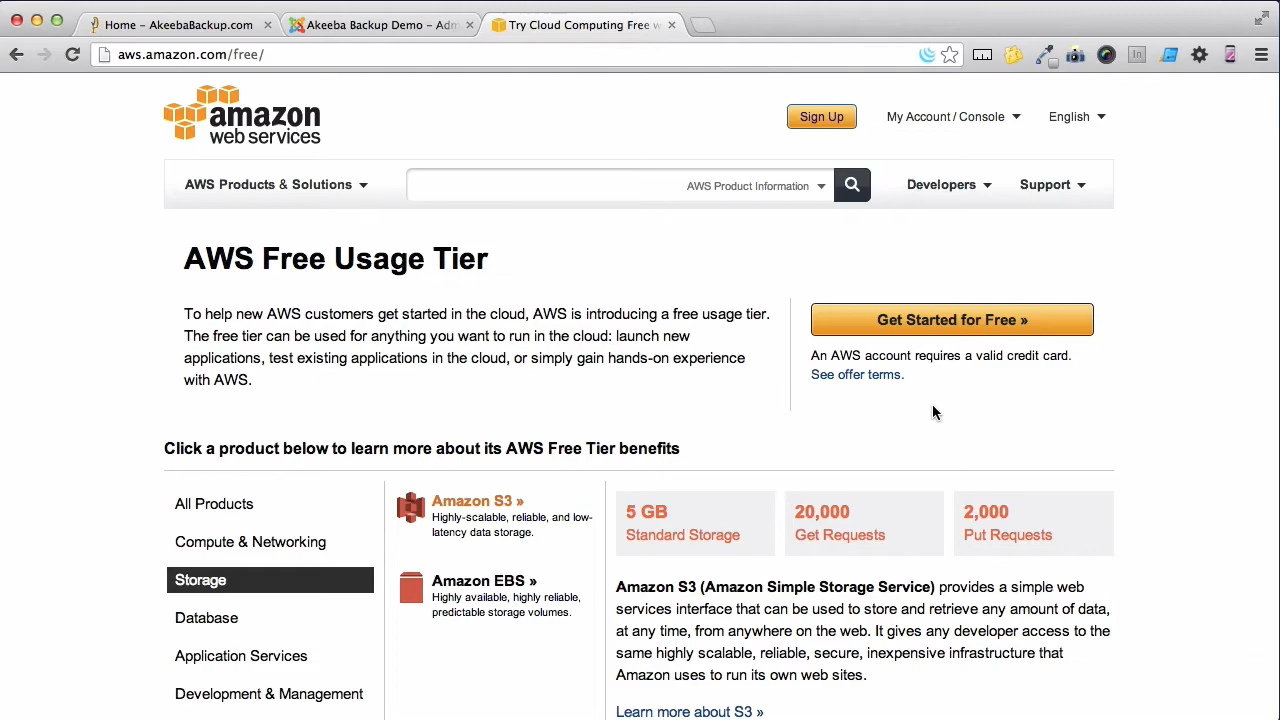 Home – AkeebaBackup.com
Akeeba Backup Demo – Adm
Try Cloud Computing Free w
aws.amazon.com/free/
In
amazon
web services
Sign Up
My Account / Console
English
AWS Products & Solutions
AWS Product Information
Developers
Support
AWS Free Usage Tier
To help new AWS customers get started in the cloud, AWS is introducing a free usage tier.
The free tier can be used for anything you want to run in the cloud: launch new
applications, test existing applications in the cloud, or simply gain hands-on experience
with AWS.
Get Started for Free »
An AWS account requires a valid credit card.
See offer terms.
Click a product below to learn more about its AWS Free Tier benefits
All Products
Compute & Networking
Storage
Database
Application Services
Development & Management
Amazon S3 »
Highly-scalable, reliable, and low-
latency data storage.
Amazon EBS »
Highly available, highly reliable,
predictable storage volumes.
5 GB
Standard Storage
20,000
Get Requests
2,000
Put Requests
Amazon S3 (Amazon Simple Storage Service) provides a simple web
services interface that can be used to store and retrieve any amount of data,
at any time, from anywhere on the web. It gives any developer access to the
same highly scalable, reliable, secure, inexpensive infrastructure that
Amazon uses to run its own web sites.
Learn more about S3 »